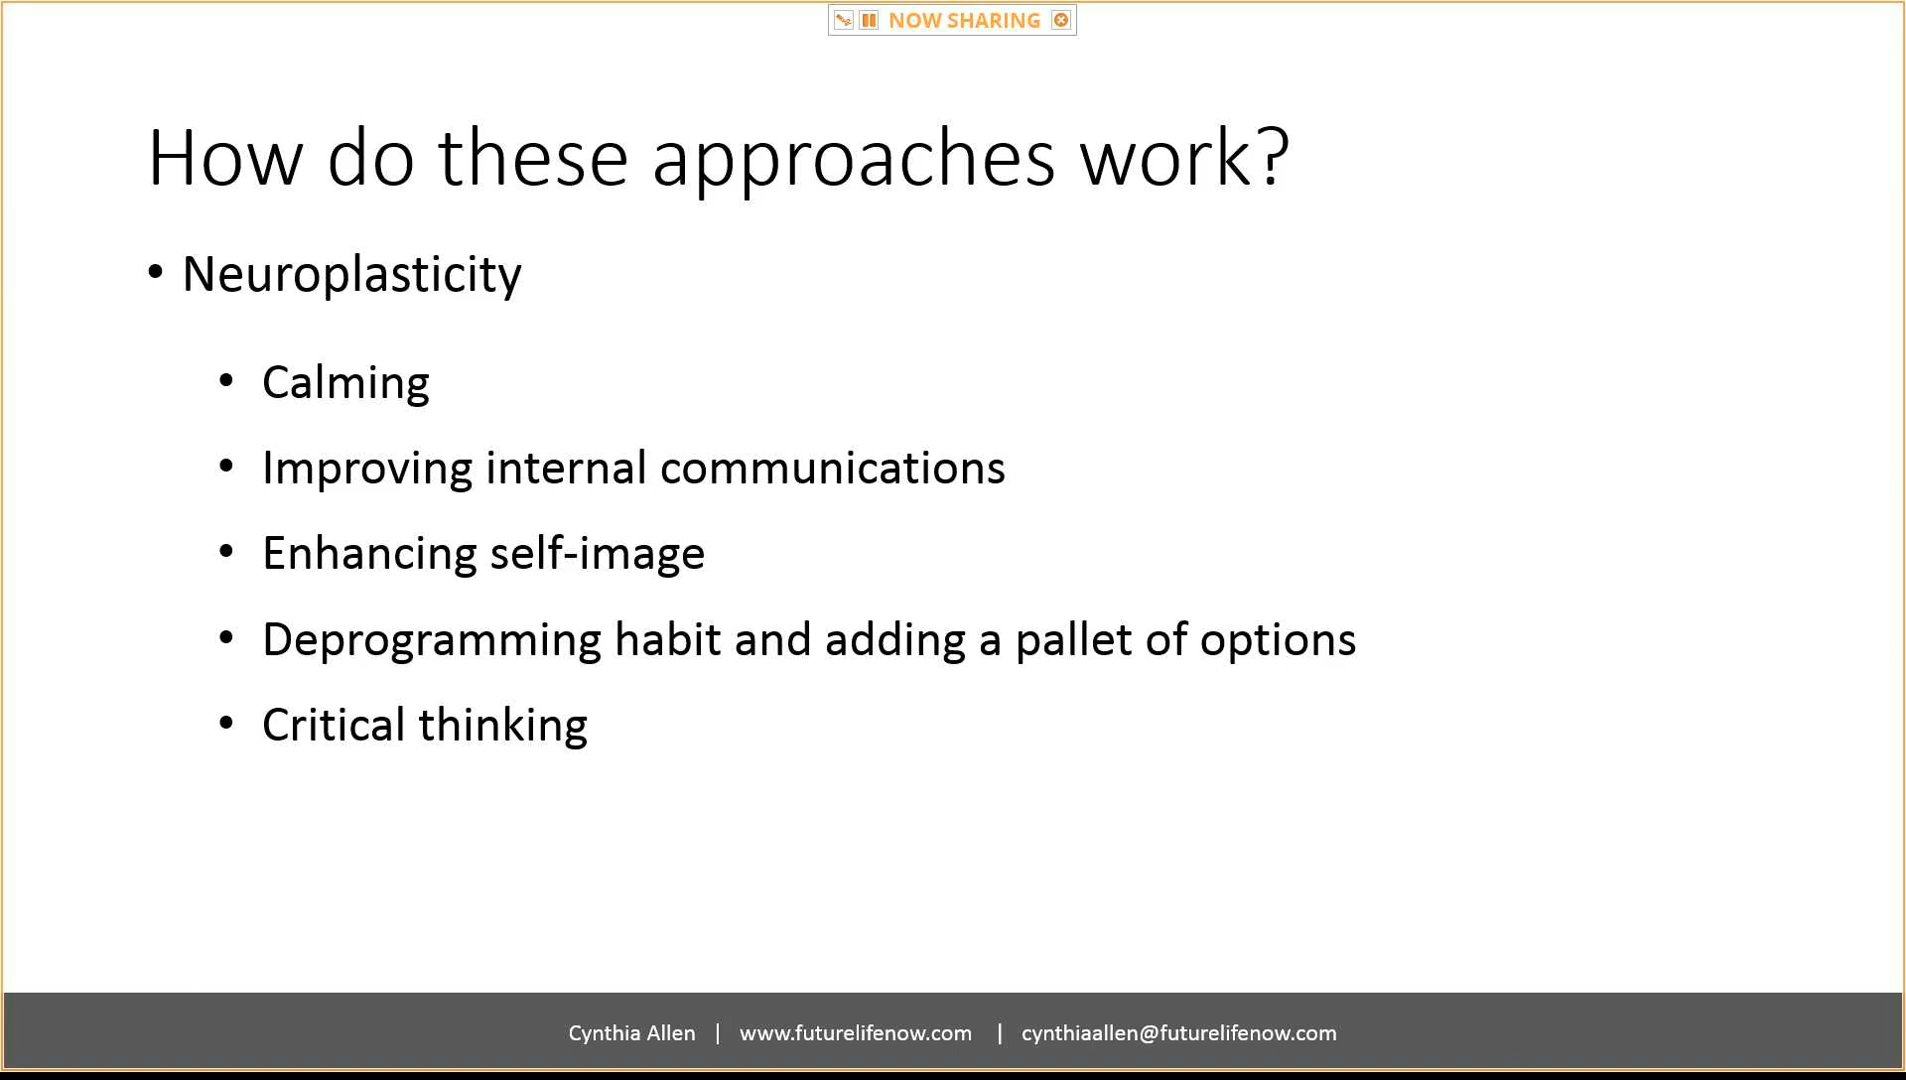 NOW SHARING
How do these approaches work?
• Neuroplasticity
• Calming
• Improving internal communications
• Enhancing self-image
• Deprogramming habit and adding a pallet of options
• Critical thinking
Cynthia Allen | www.futurelifenow.com | cynthiaallen@futurelifenow.com